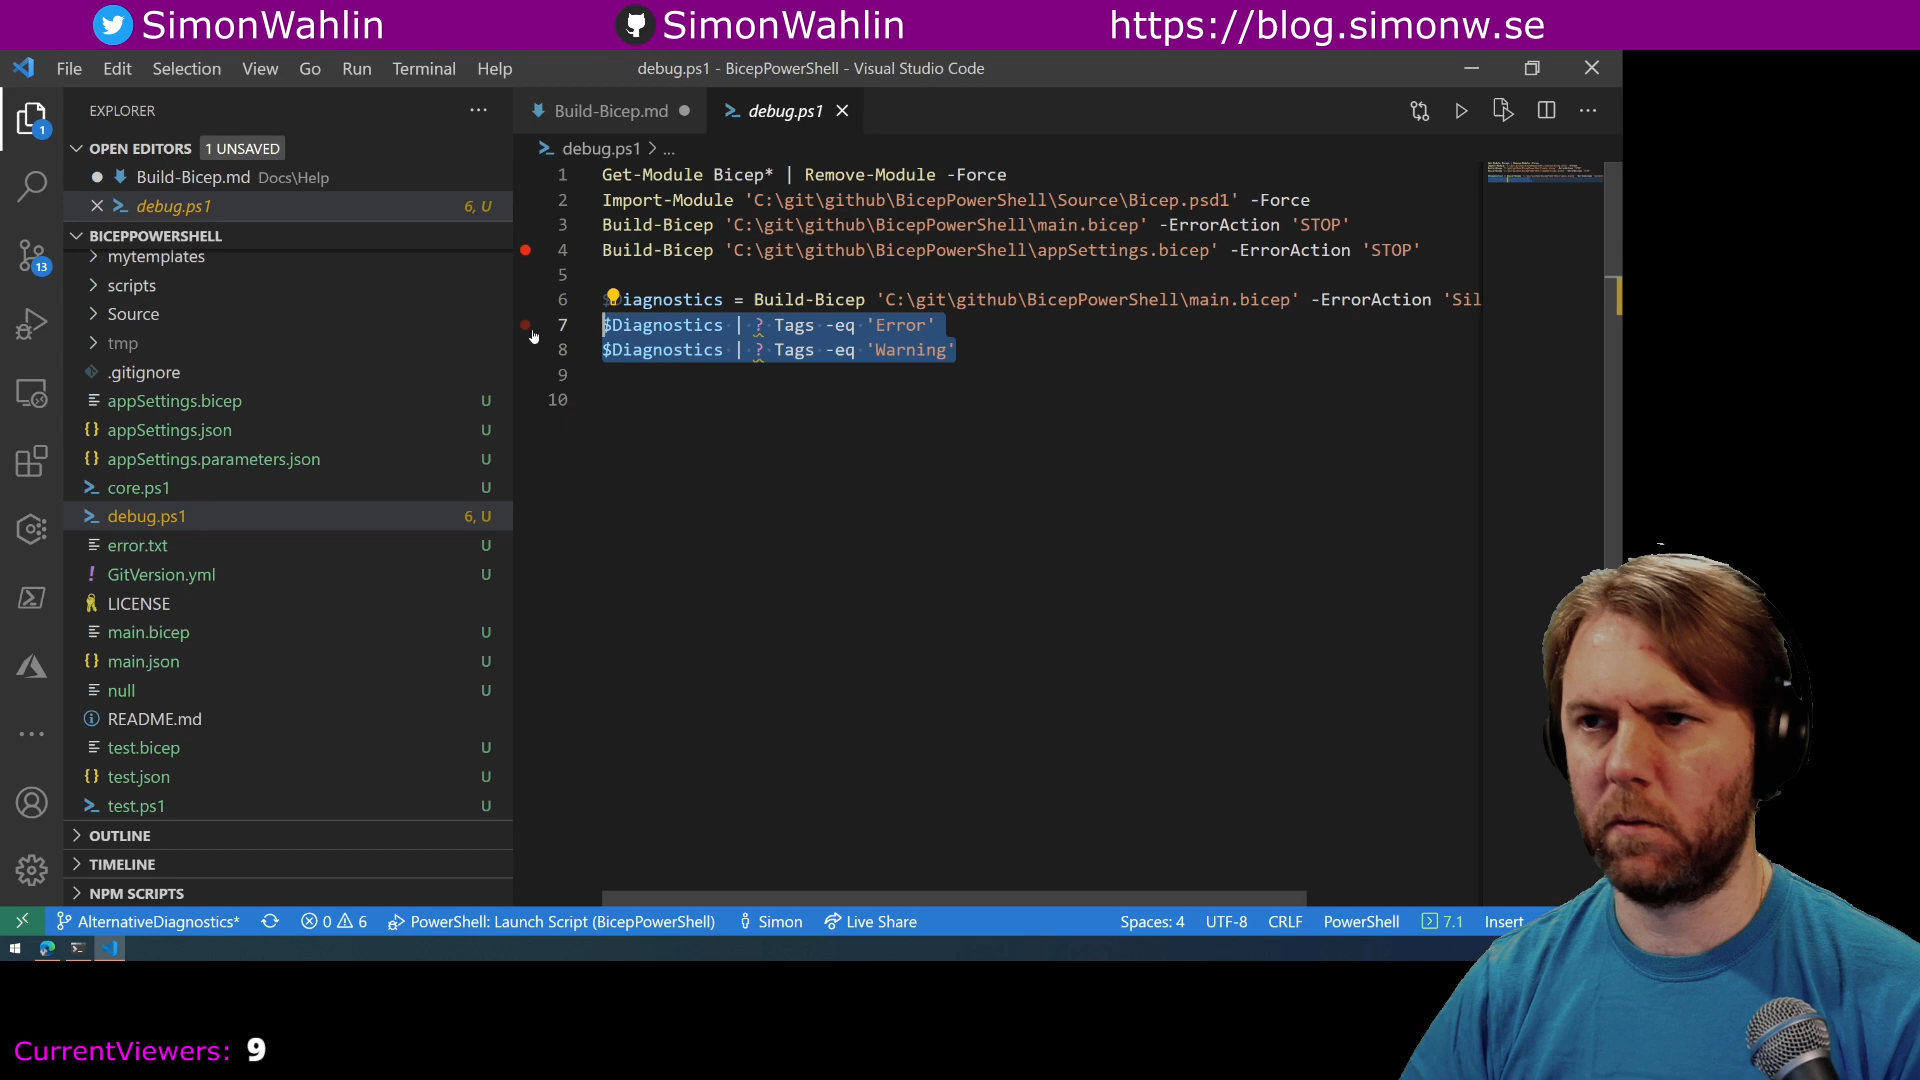 SimonWahlin SimonWahlin https://blog.simonw.se
File Edit Selection View Go Run Terminal Help debug.ps1 - BicepPowerShell - Visual Studio Code
EXPLORER
OPEN EDITORS 1 UNSAVED
Build-Bicep.md Docs\Help
debug.ps1 6, U
BICEPPOWERSHELL
mytemplates
scripts
Source
tmp
.gitignore
appSettings.bicep U
appSettings.json U
appSettings.parameters.json U
core.ps1 U
debug.ps1 6, U
error.txt U
GitVersion.yml U
LICENSE
main.bicep U
main.json U
null U
README.md
test.bicep U
test.json U
test.ps1 U
OUTLINE
TIMELINE
NPM SCRIPTS
1
13
Build-Bicep.md debug.ps1
debug.ps1 > ...
1 Get-Module Bicep* | Remove-Module -Force
2 Import-Module 'C:\git\github\BicepPowerShell\Source\Bicep.psd1' -Force
3 Build-Bicep 'C:\git\github\BicepPowerShell\main.bicep' -ErrorAction 'STOP'
4 Build-Bicep 'C:\git\github\BicepPowerShell\appSettings.bicep' -ErrorAction 'STOP'
5
6 $Diagnostics = Build-Bicep 'C:\git\github\BicepPowerShell\main.bicep' -ErrorAction 'Sil
7 $Diagnostics | ? Tags -eq 'Error'
8 $Diagnostics | ? Tags -eq 'Warning'
9
10
AlternativeDiagnostics* 0 6 PowerShell: Launch Script (BicepPowerShell) Simon Live Share Spaces: 4 UTF-8 CRLF PowerShell 7.1 Insert
CurrentViewers: 9